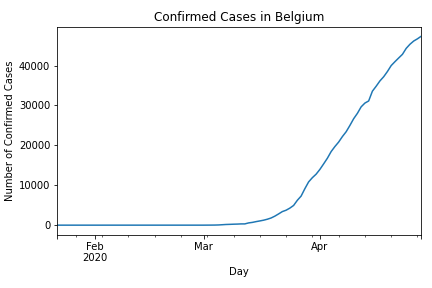 Confirmed Cases in Belgium
Number of Confirmed Cases
40000
30000
20000
10000
0
Feb
2020
Mar
Apr
Day